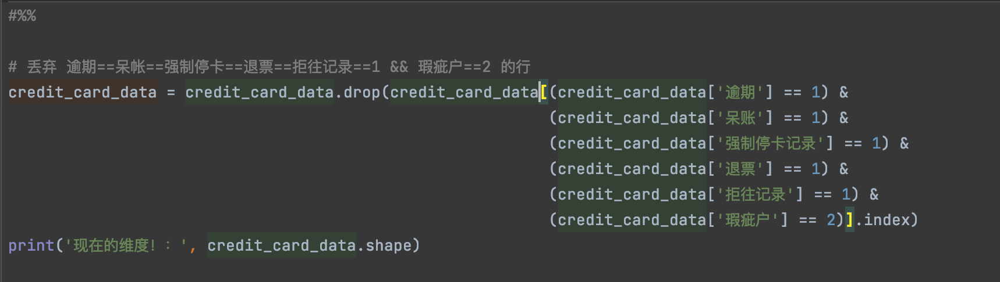 #%%
# 丢弃 逾期==呆帐==强制停卡==退票==拒往记录==1 && 瑕疵户==2 的行
credit_card_data = credit_card_data.drop(credit_card_data[(credit_card_data['逾期'] == 1) &
(credit_card_data['呆账'] == 1) &
(credit_card_data['强制停卡记录'] == 1) &
(credit_card_data['退票'] == 1) &
(credit_card_data['拒往记录'] == 1) &
(credit_card_data['瑕疵户'] == 2)].index)
print('现在的维度!：', credit_card_data.shape)